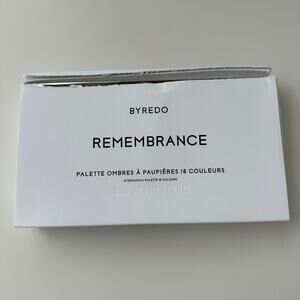 BYREDO
REMEMBRANCE
PALETTE OMBRES À PAUPIÈRES 18 COULEURS
EYESHADOW PALETTE 18 COLOURS